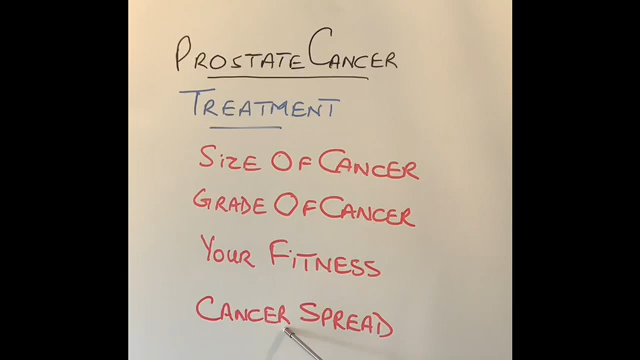 Prostate Cancer
Treatment
Size Of Cancer
Grade Of Cancer
Your Fitness
Cancer Spread